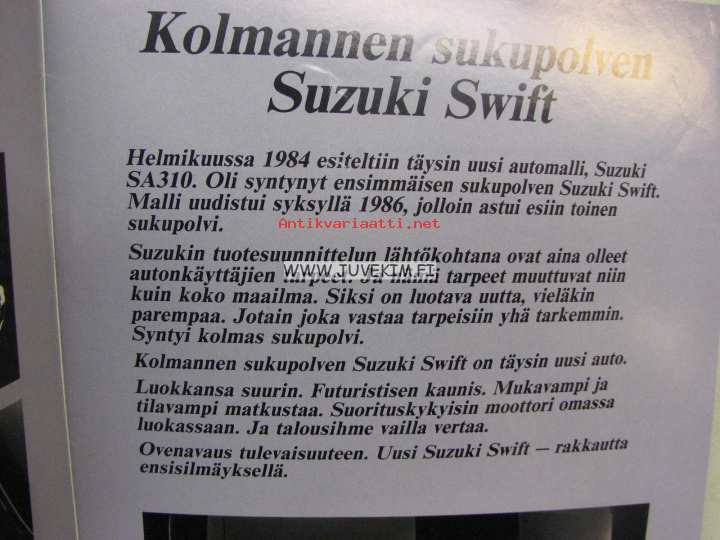 Kolmannen sukupolven
Suzuki Swift
Helmikuussa 1984 esiteltiin täysin uusi automalli, Suzuki
SA310. Oli syntynyt ensimmäisen sukupolven Suzuki Swift.
Malli uudistui syksyllä 1986, jolloin astui esiin toinen
sukupolvi.
Antikvariaatti.net
Suzukin tuotesuunnittelun lähtökohtana ovat aina olleet
autonkäyttäjien tarpeet. Ja nämä tarpeet muuttuvat niin
WWW.JUVEKIM.FI
kuin koko maailma. Siksi on luotava uutta, vieläkin
parempaa. Jotain joka vastaa tarpeisiin yhä tarkemmin.
Syntyi kolmas sukupolvi.
Kolmannen sukupolven Suzuki Swift on täysin uusi auto.
Luokkansa suurin. Futuristisen kaunis. Mukavampi ja
tilavampi matkustaa. Suorituskykyisin moottori omassa
luokassaan. Ja talousihme vailla vertaa.
Ovenavaus tulevaisuuteen. Uusi Suzuki Swift — rakkautta
ensisilmäyksellä.